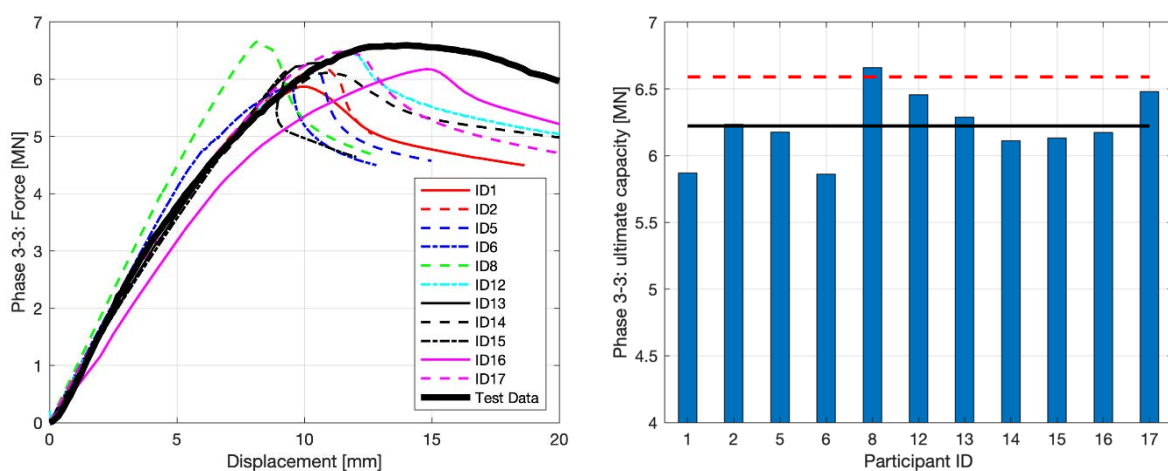 Phase 3-3: Force [MN]
7
6
5
4
3
2
1
0
0 5 10 15 20
Displacement [mm]
ID1
ID2
ID5
ID6
ID8
ID12
ID13
ID14
ID15
ID16
ID17
Test Data
Phase 3-3: ultimate capacity [MN]
7
6.5
6
5.5
5
4.5
4
1 2 5 6 8 12 13 14 15 16 17
Participant ID